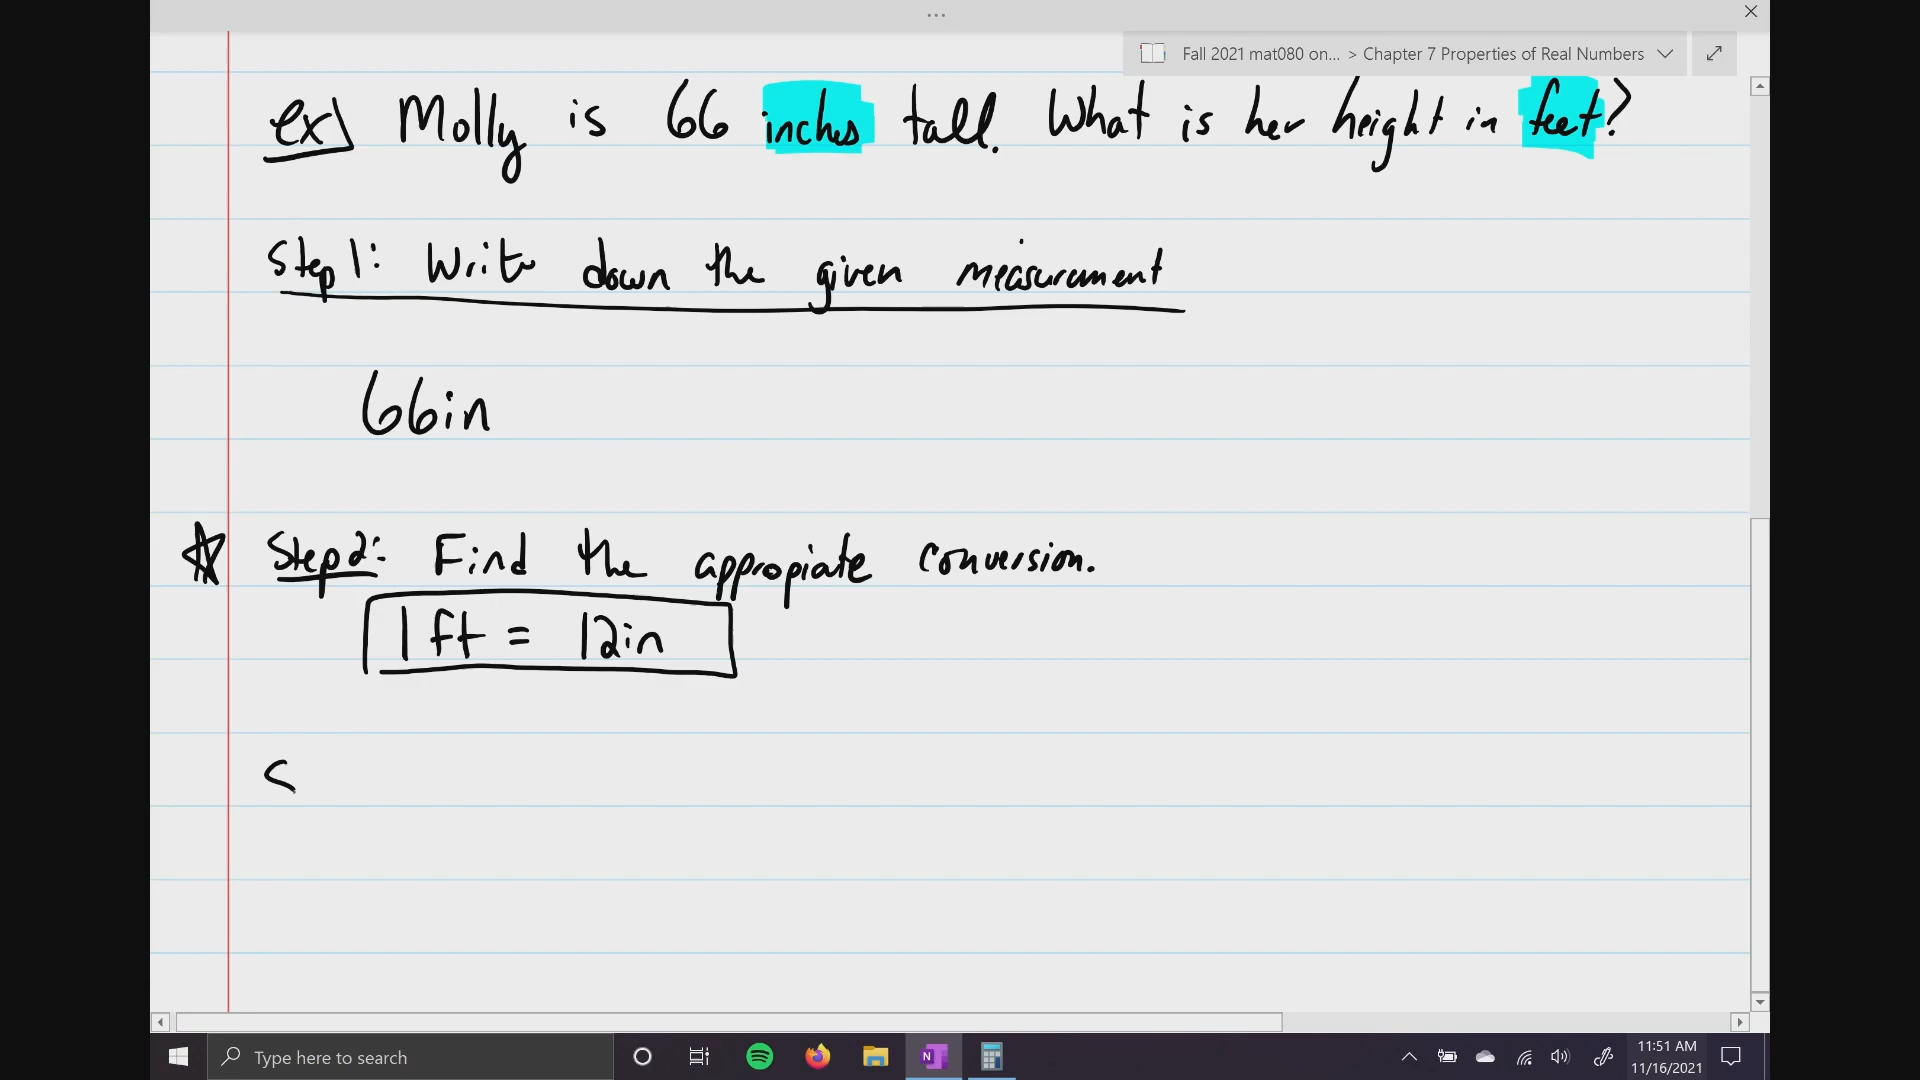 ...
Fall 2021 mat080 on... > Chapter 7 Properties of Real Numbers
ex) Molly is 66 inches tall. What is her height in feet?
Step 1: Write down the given measurement
66in
Step 2: Find the appropiate conversion.
1 ft = 12in
S
Type here to search
11:51 AM
11/16/2021